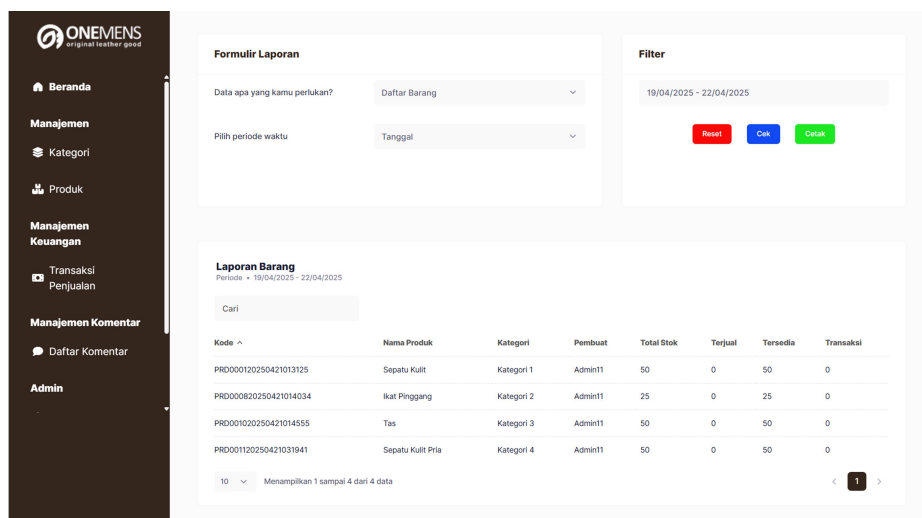 ONEMENS
original leather good
Beranda
Manajemen
Kategori
Produk
Manajemen
Keuangan
Transaksi
Penjualan
Manajemen Komentar
Daftar Komentar
Admin
Formulir Laporan
Data apa yang kamu perlukan? Daftar Barang
Pilih periode waktu Tanggal
Filter
19/04/2025 - 22/04/2025
Reset Cek Cetak
Laporan Barang
Periode • 19/04/2025 - 22/04/2025
Cari
Kode Nama Produk Kategori Pembuat Total Stok Terjual Tersedia Transaksi
PRD000120250421013125 Sepatu Kulit Kategori 1 Admin11 50 0 50 0
PRD000820250421014034 Ikat Pinggang Kategori 2 Admin11 25 0 25 0
PRD001020250421014555 Tas Kategori 3 Admin11 50 0 50 0
PRD001120250421031941 Sepatu Kulit Pria Kategori 4 Admin11 50 0 50 0
10 Menampilkan 1 sampai 4 dari 4 data < 1 >